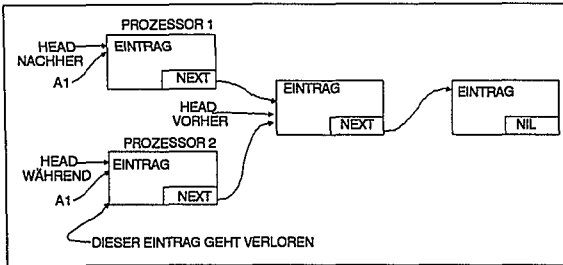 PROZESSOR 1
HEAD
NACHHER
A1
EINTRAG
NEXT
HEAD
VORHER
EINTRAG
NEXT
EINTRAG
NIL
PROZESSOR 2
HEAD
WÄHREND
A1
EINTRAG
NEXT
DIESER EINTRAG GEHT VERLOREN